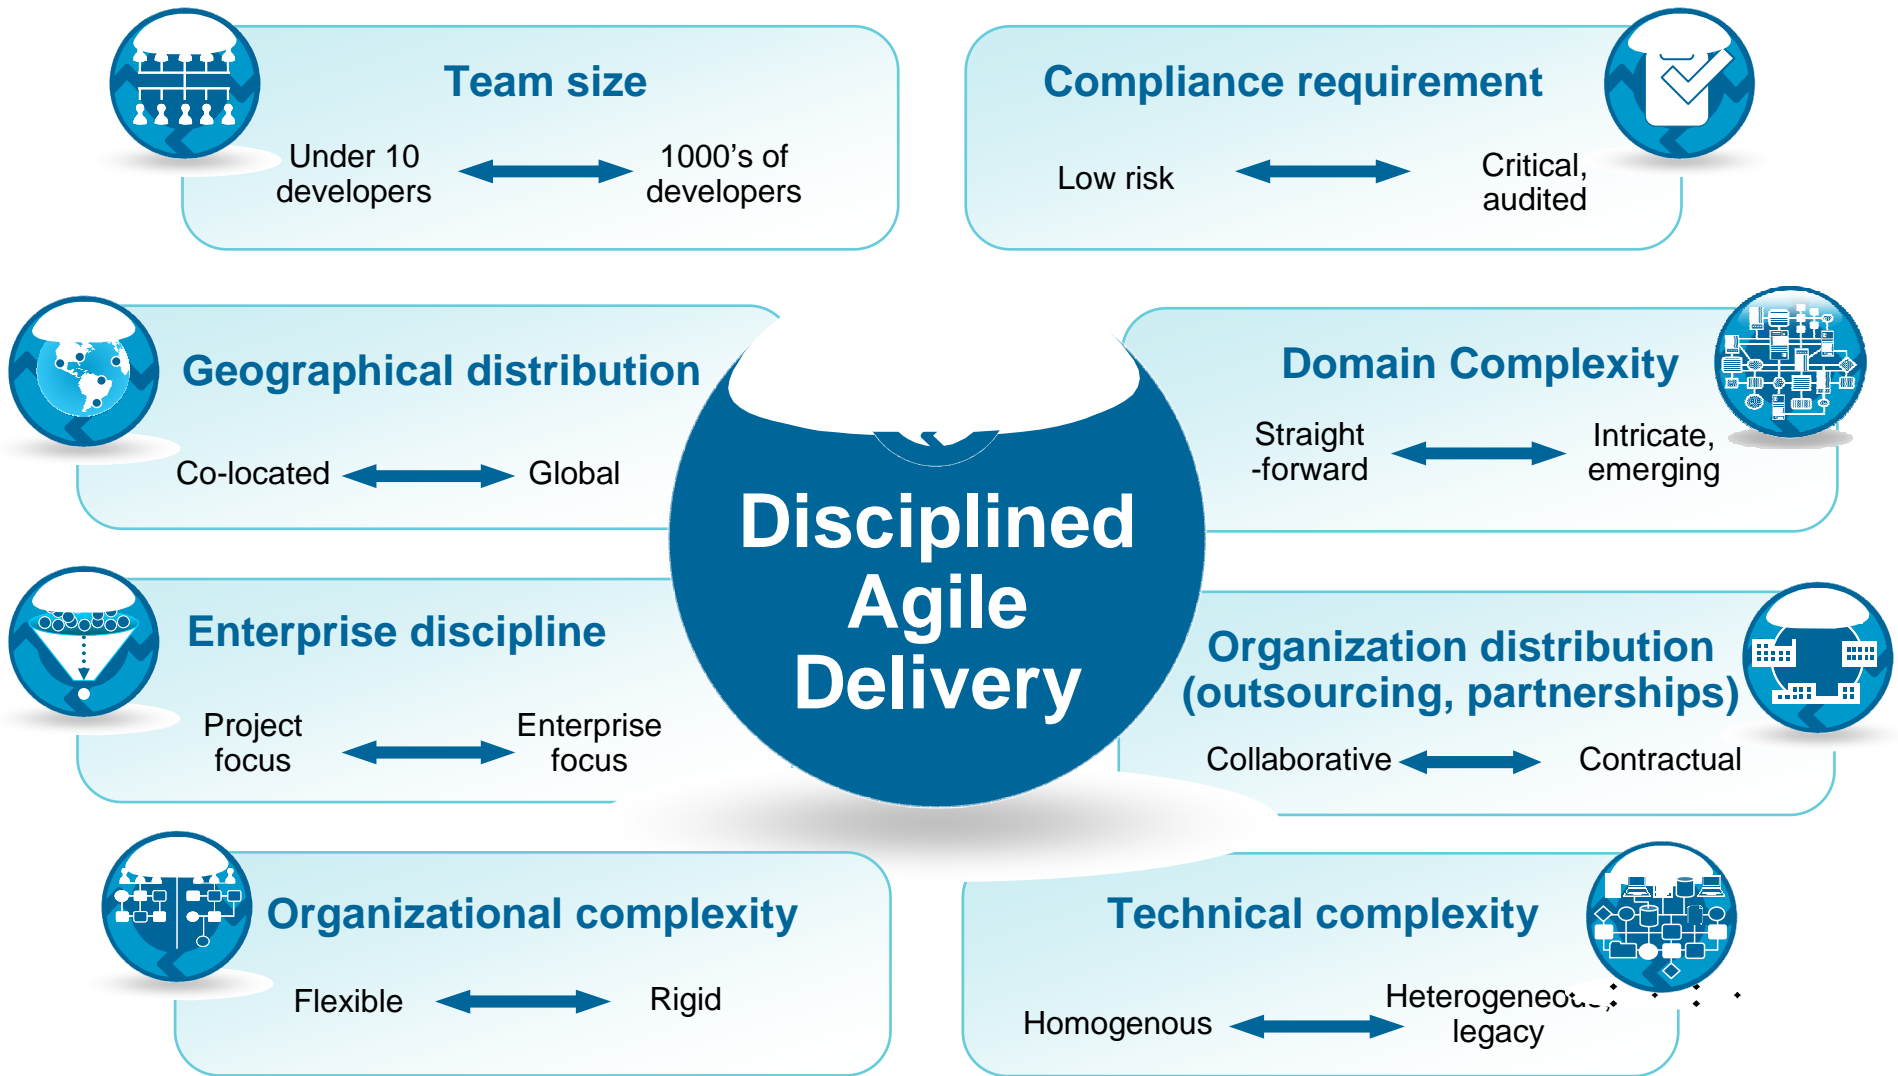 Team size
Under 10
developers
1000’s of
developers
Compliance requirement
Low risk
Critical,
audited
Geographical distribution
Co-located
Global
Domain Complexity
Straight
-forward
Intricate,
emerging
Disciplined
Agile
Delivery
Enterprise discipline
Project
focus
Enterprise
focus
Organization distribution
(outsourcing, partnerships)
Collaborative
Contractual
Organizational complexity
Flexible
Rigid
Technical complexity
Homogenous
Heterogeneous,
legacy